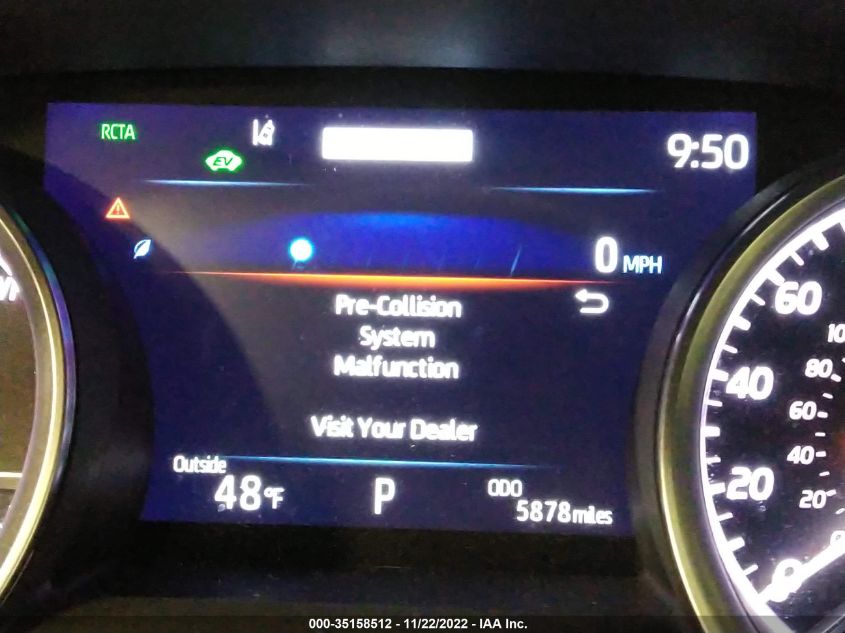 RCTA
EV
9:50
0 MPH
Pre-Collision
System
Malfunction
Visit Your Dealer
Outside
48°F
P
ODO
5878 miles
60
40
20
0
80
60
40
20
000-35158512 - 11/22/2022 - IAA Inc.